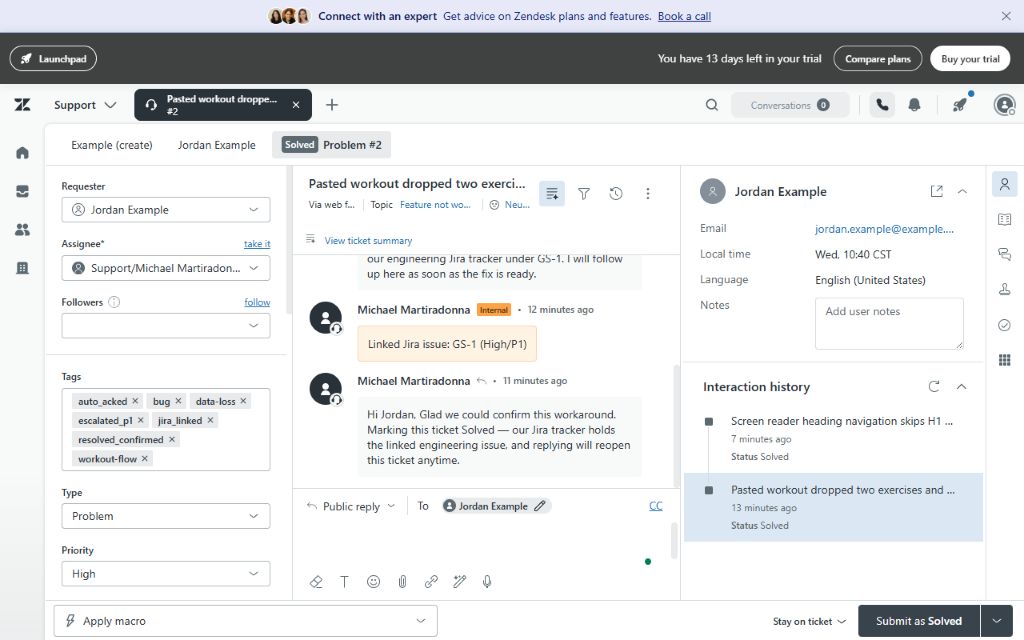 Connect with an expert Get advice on Zendesk plans and features. Book a call
Launchpad
You have 13 days left in your trial
Compare plans
Buy your trial
Support
Pasted workout droppe...
#2
Conversations 0
Example (create)
Jordan Example
Solved Problem #2
Requester
Jordan Example
Assignee*
take it
Support/Michael Martiradon...
Followers
follow
Tags
auto_acked
bug
data-loss
escalated_p1
jira_linked
resolved_confirmed
workout-flow
Type
Problem
Priority
High
Pasted workout dropped two exerci...
Via web f...
Topic Feature not wo...
Neu...
View ticket summary
our engineering Jira tracker under GS-1. I will follow
up here as soon as the fix is ready.
Michael Martiradonna Internal • 12 minutes ago
Linked Jira issue: GS-1 (High/P1)
Michael Martiradonna • 11 minutes ago
Hi Jordan, Glad we could confirm this workaround.
Marking this ticket Solved — our Jira tracker holds
the linked engineering issue, and replying will reopen
this ticket anytime.
Public reply
To
Jordan Example
CC
Jordan Example
Email
jordan.example@example....
Local time
Wed, 10:40 CST
Language
English (United States)
Notes
Add user notes
Interaction history
Screen reader heading navigation skips H1 ...
7 minutes ago
Status Solved
Pasted workout dropped two exercises and ...
13 minutes ago
Status Solved
Apply macro
Stay on ticket
Submit as Solved